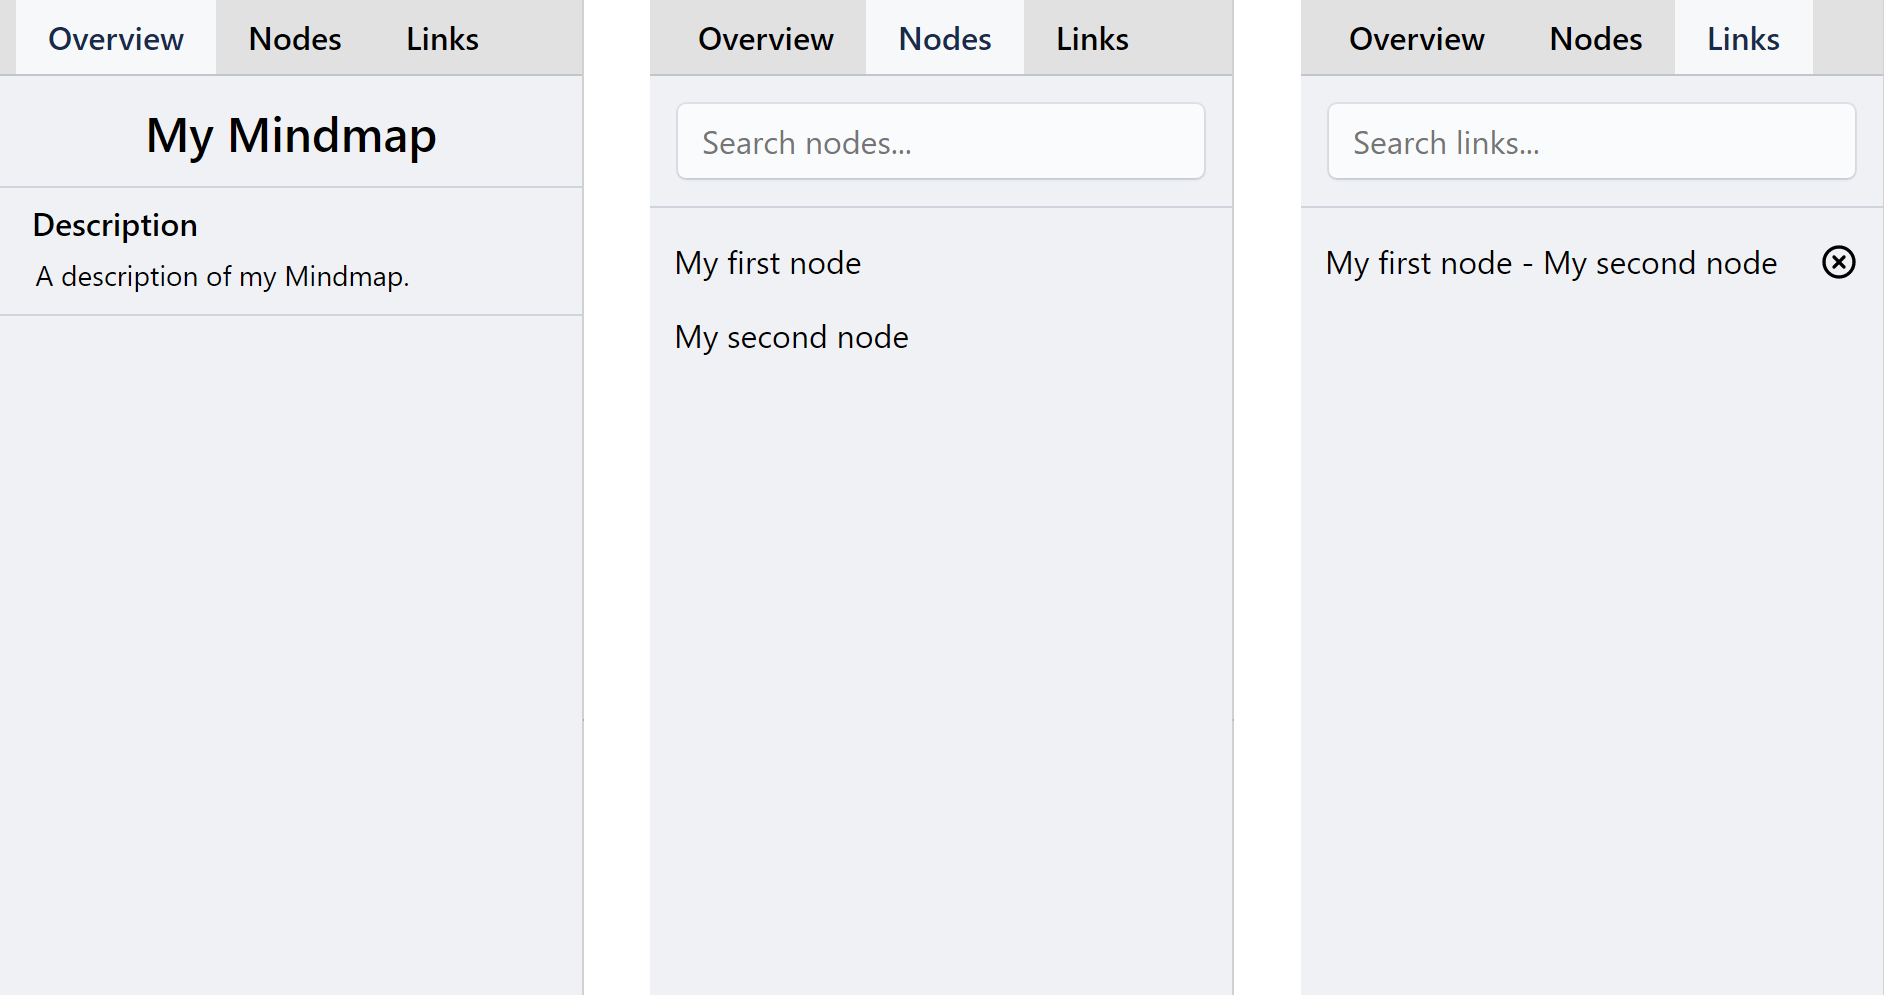 Overview Nodes Links
My Mindmap
Description
A description of my Mindmap.
Overview Nodes Links
Search nodes...
My first node
My second node
Overview Nodes Links
Search links...
My first node - My second node